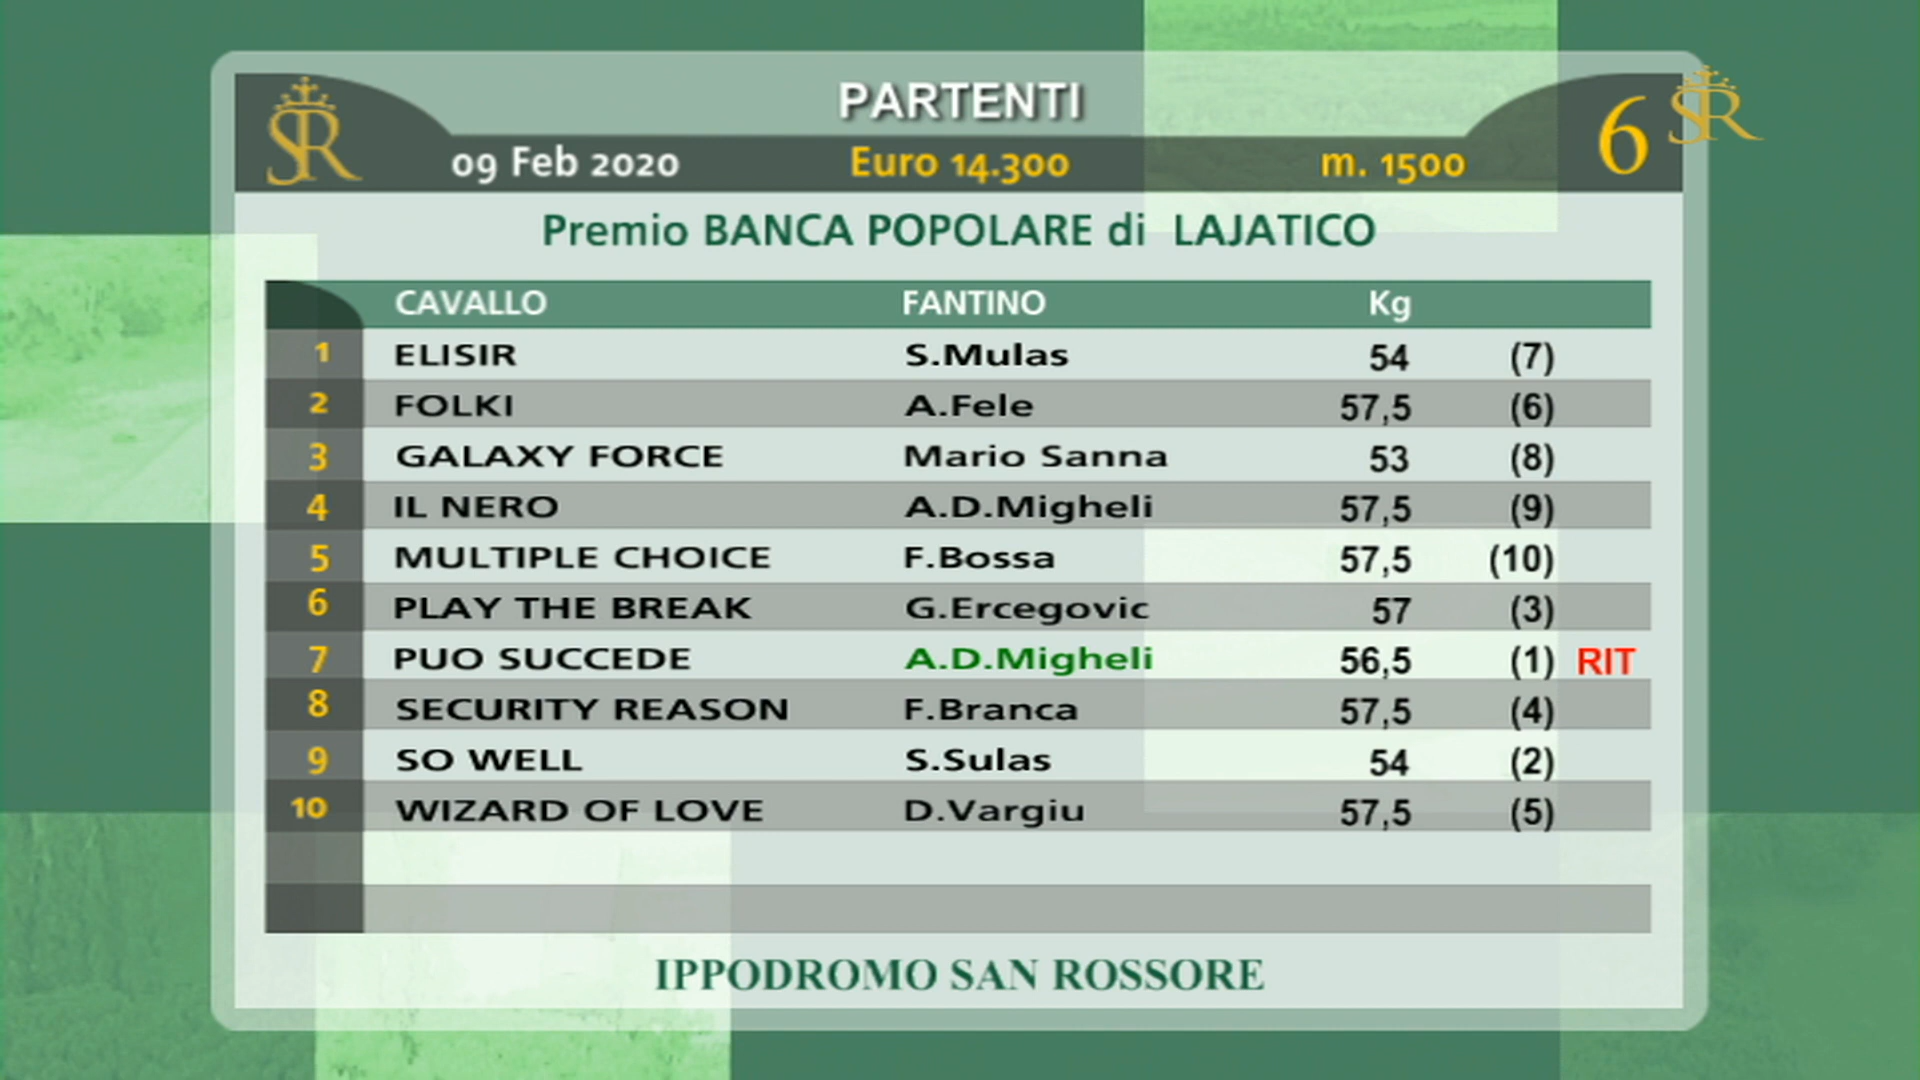 PARTENTI
09 Feb 2020 Euro 14.300 m. 1500 6 SR
SR
Premio BANCA POPOLARE di LAJATICO
CAVALLO FANTINO Kg
1 ELISIR S.Mulas 54 (7)
2 FOLKI A.Fele 57,5 (6)
3 GALAXY FORCE Mario Sanna 53 (8)
4 IL NERO A.D.Migheli 57,5 (9)
5 MULTIPLE CHOICE F.Bossa 57,5 (10)
6 PLAY THE BREAK G.Ercegovic 57 (3)
7 PUO SUCCEDE A.D.Migheli 56,5 (1) RIT
8 SECURITY REASON F.Branca 57,5 (4)
9 SO WELL S.Sulas 54 (2)
10 WIZARD OF LOVE D.Vargiu 57,5 (5)
IPPODROMO SAN ROSSORE